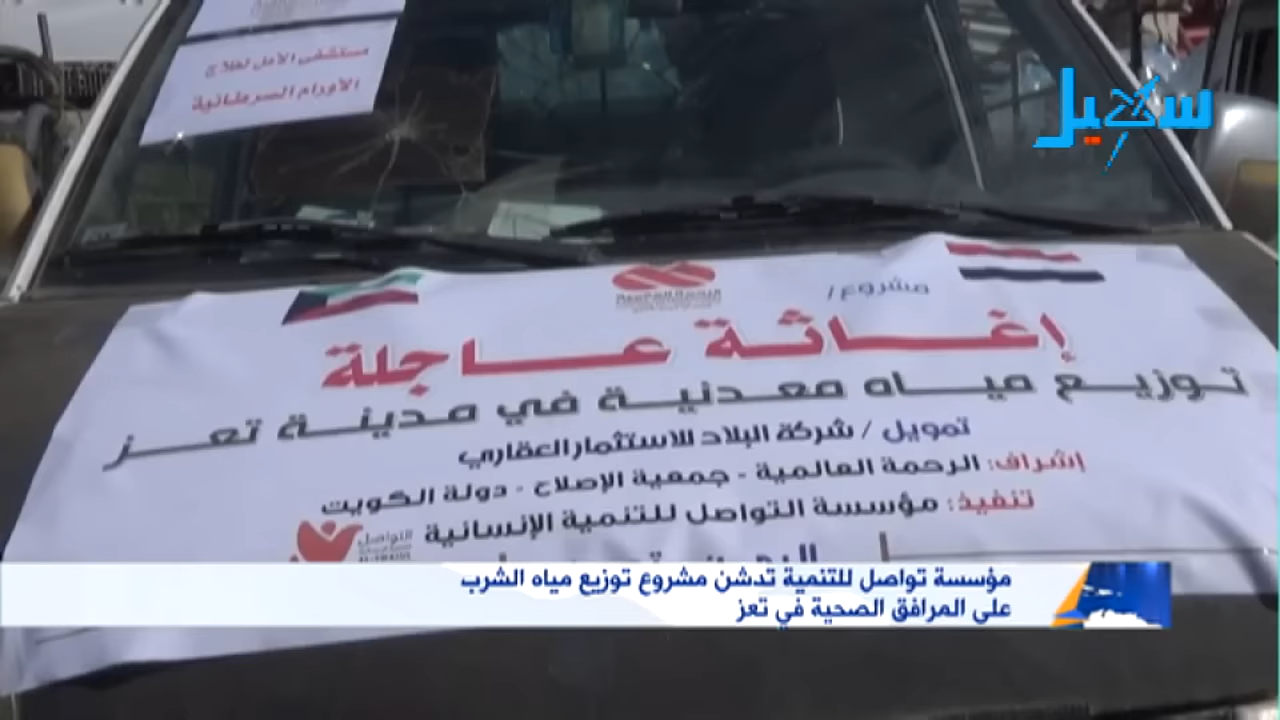 مستشفى الأمل لعلاج
الأورام السرطانية
سهيل
مشروع /
إغاثة عاجلة
توزيع مياه معدنية في مدينة تعز
تمويل / شركة البلاد للاستثمار العقاري
إشراف: الرحمة العالمية - جمعية الإصلاح - دولة الكويت
تنفيذ: مؤسسة التواصل للتنمية الإنسانية
التواصل
مؤسسة تواصل للتنمية تدشن مشروع توزيع مياه الشرب
على المرافق الصحية في تعز